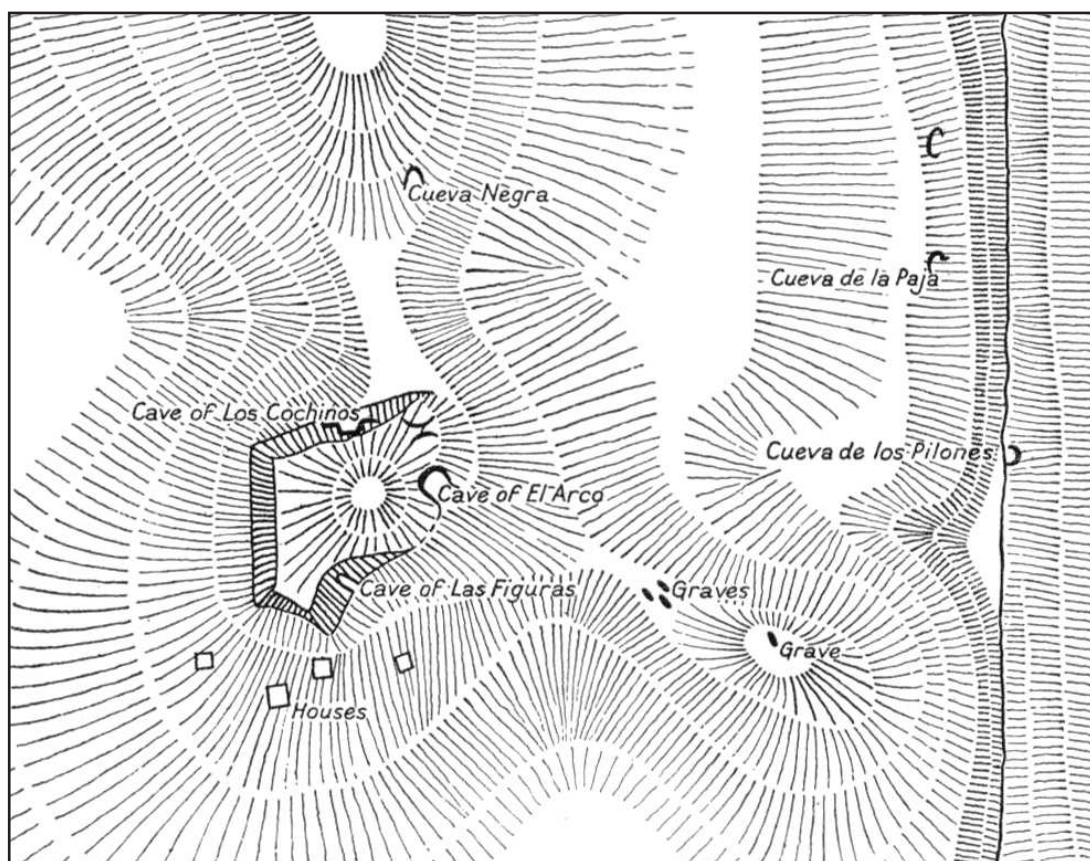 Cueva Negra
Cueva de la Paja
Cave of Los Cochinos
Cueva de los Pilones
Cave of El Arco
Cave of Las Figuras
Graves
Grave
Houses